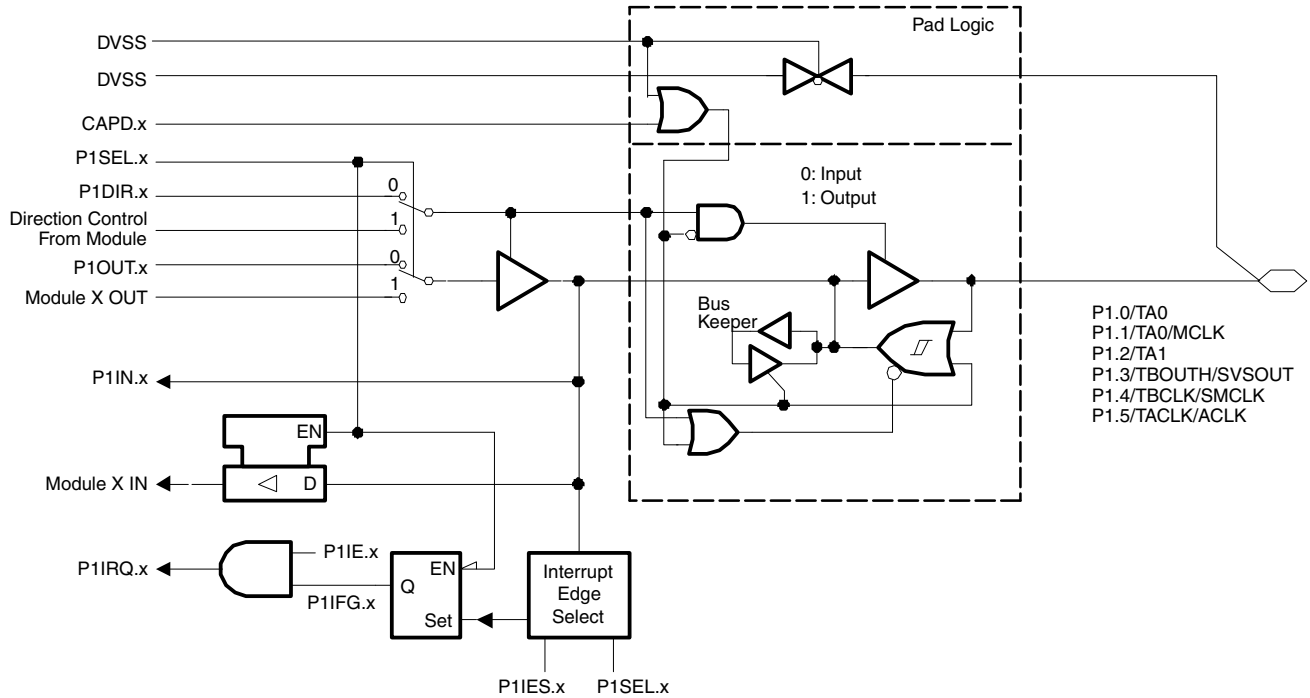 Pad Logic
DVSS
DVSS
CAPD.x
P1SEL.x
0
P1DIR.x
Direction Control
From Module
1
0
P1OUT.x
1
Module X OUT
0: Input
1: Output
Bus
Keeper
P1.0/TA0
P1.1/TA0/MCLK
P1.2/TA1
P1.3/TBOUTH/SVSOUT
P1.4/TBCLK/SMCLK
P1.5/TACLK/ACLK
P1IN.x
EN
Module X IN
D
P1IE.x
P1IRQ.x
P1IFG.x
EN
Q
Set
Interrupt
Edge
Select
P1IES.x
P1SEL.x